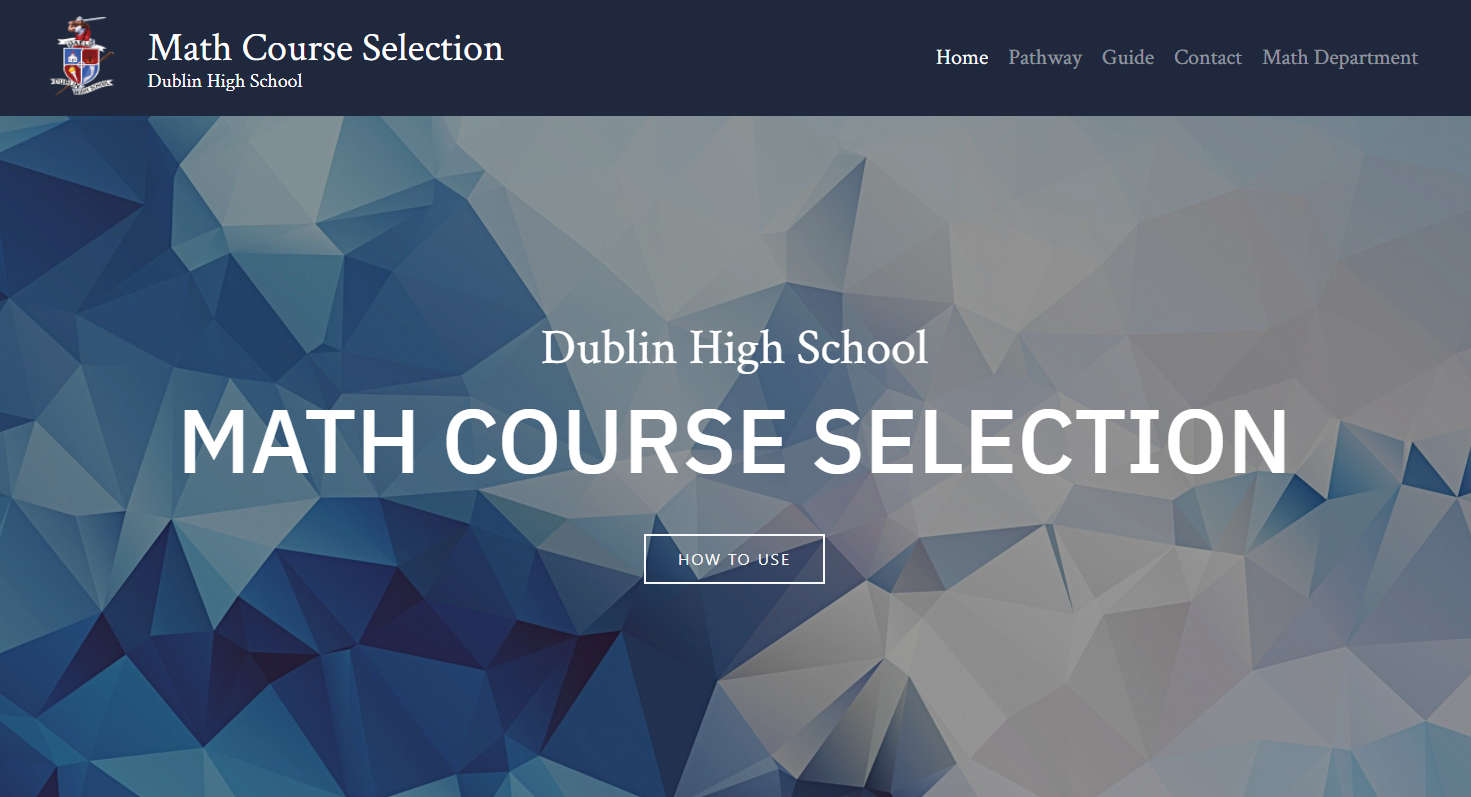 Math Course Selection
Dublin High School
Home Pathway Guide Contact Math Department
Dublin High School
MATH COURSE SELECTION
HOW TO USE